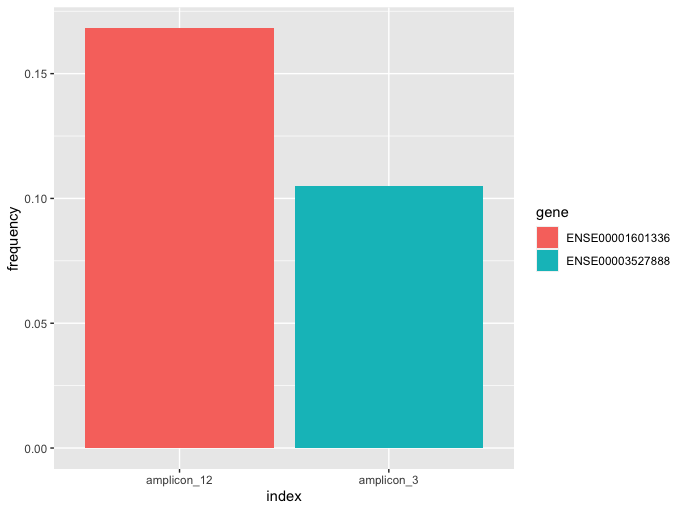 frequency
0.15
0.10
0.05
0.00
amplicon_12
amplicon_3
index
gene
ENSE00001601336
ENSE00003527888